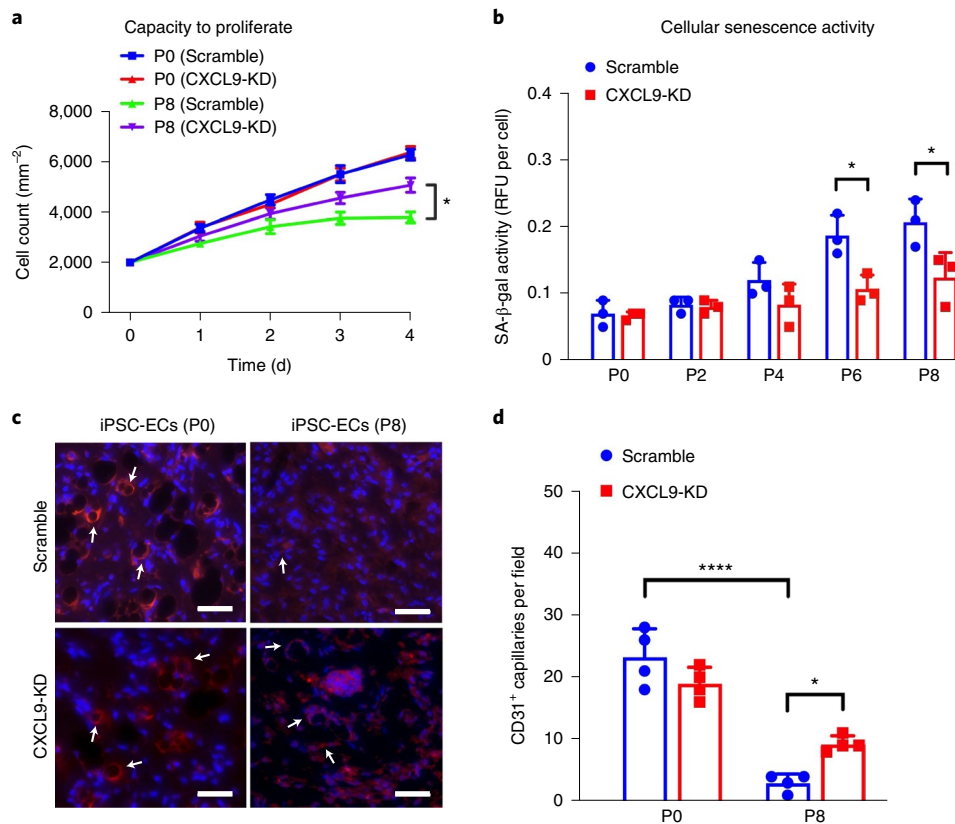 a
Capacity to proliferate
P0 (Scramble)
P0 (CXCL9-KD)
P8 (Scramble)
P8 (CXCL9-KD)
8,000
6,000
4,000
2,000
0
Cell count (mm⁻²)
*
0 1 2 3 4
Time (d)
b
Cellular senescence activity
Scramble
CXCL9-KD
0.4
0.3
0.2
0.1
0
SA-β-gal activity (RFU per cell)
* *
P0 P2 P4 P6 P8
c
iPSC-ECs (P0) iPSC-ECs (P8)
Scramble
CXCL9-KD
d
Scramble
CXCL9-KD
50
40
30
20
10
0
CD31⁺ capillaries per field
****
*
P0 P8